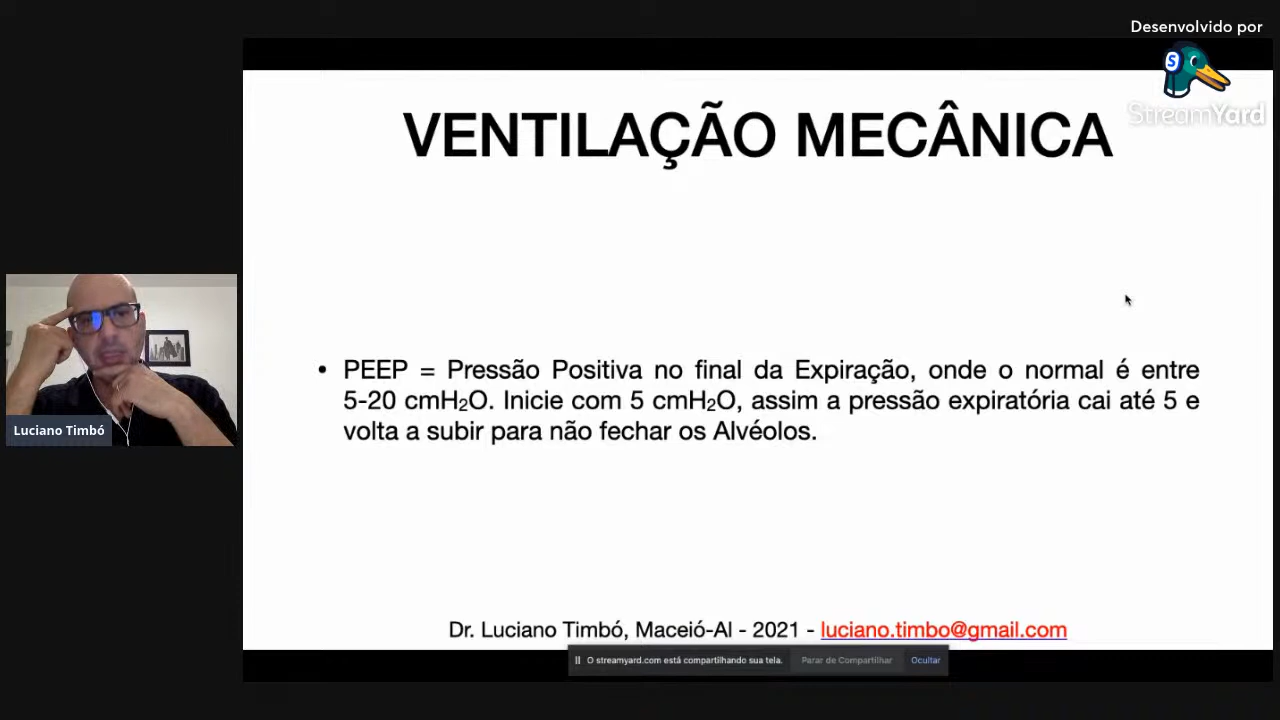 Desenvolvido por
StreamYard
VENTILAÇÃO MECÂNICA
• PEEP = Pressão Positiva no final da Expiração, onde o normal é entre
5-20 cmH₂O. Inicie com 5 cmH₂O, assim a pressão expiratória cai até 5 e
volta a subir para não fechar os Alvéolos.
Luciano Timbó
Dr. Luciano Timbó, Maceió-Al - 2021 - luciano.timbo@gmail.com
O streamyard.com está compartilhando sua tela. Parar de Compartilhar Ocultar